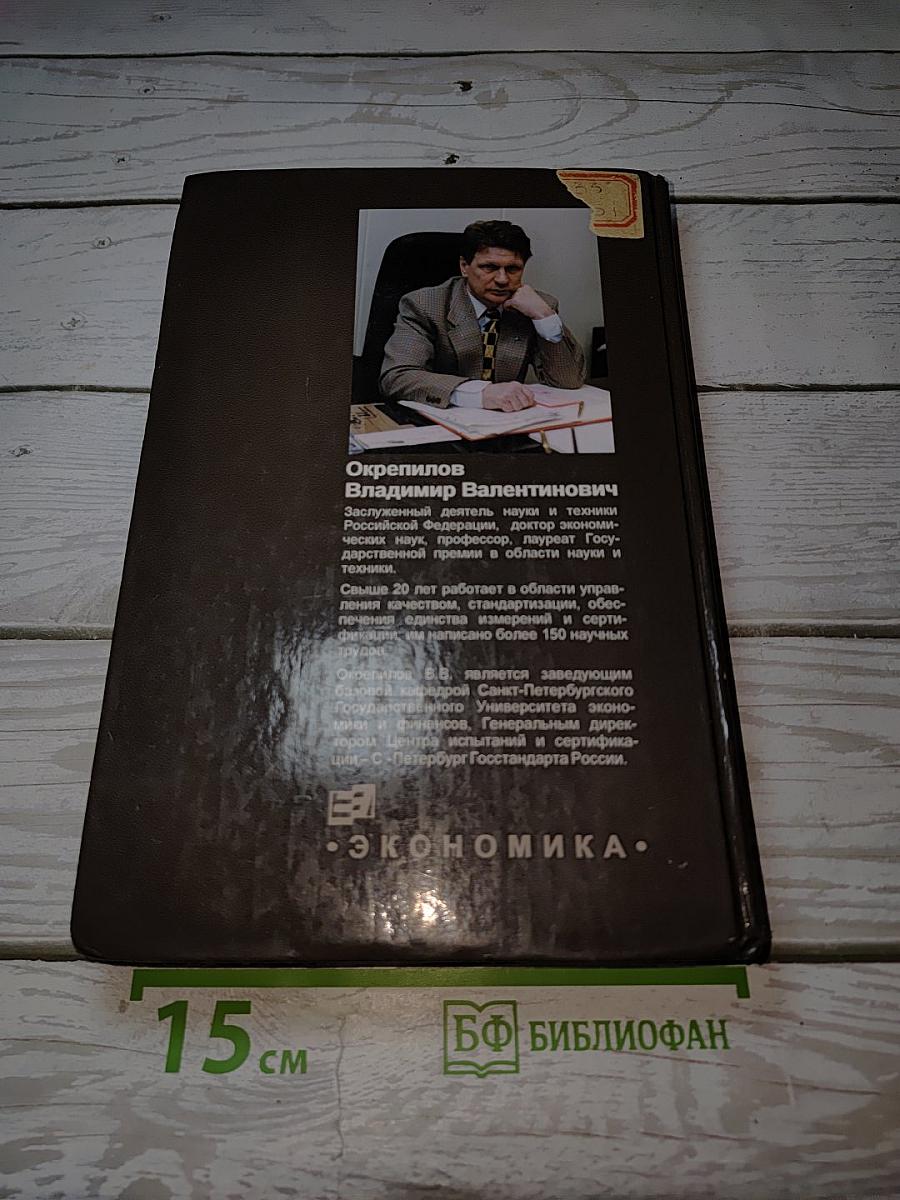 Окрепилов
Владимир Валентинович
Заслуженный деятель науки и техники
Российской Федерации, доктор экономи-
ческих наук, профессор, лауреат Госу-
дарственной премии в области науки и
техники.
Свыше 20 лет работает в области управ-
ления качеством, стандартизации, обес-
печения единства измерений и серти-
фикации, им написано более 150 научных
трудов.
Окрепилов В.В. является заведующим
базовой кафедрой Санкт-Петербургского
Государственного Университета эконо-
мики и финансов, Генеральным дирек-
тором Центра испытаний и сертифика-
ции – С -Петербург Госстандарта России.
•ЭКОНОМИКА•
15 см
БФ БИБЛИОФАН